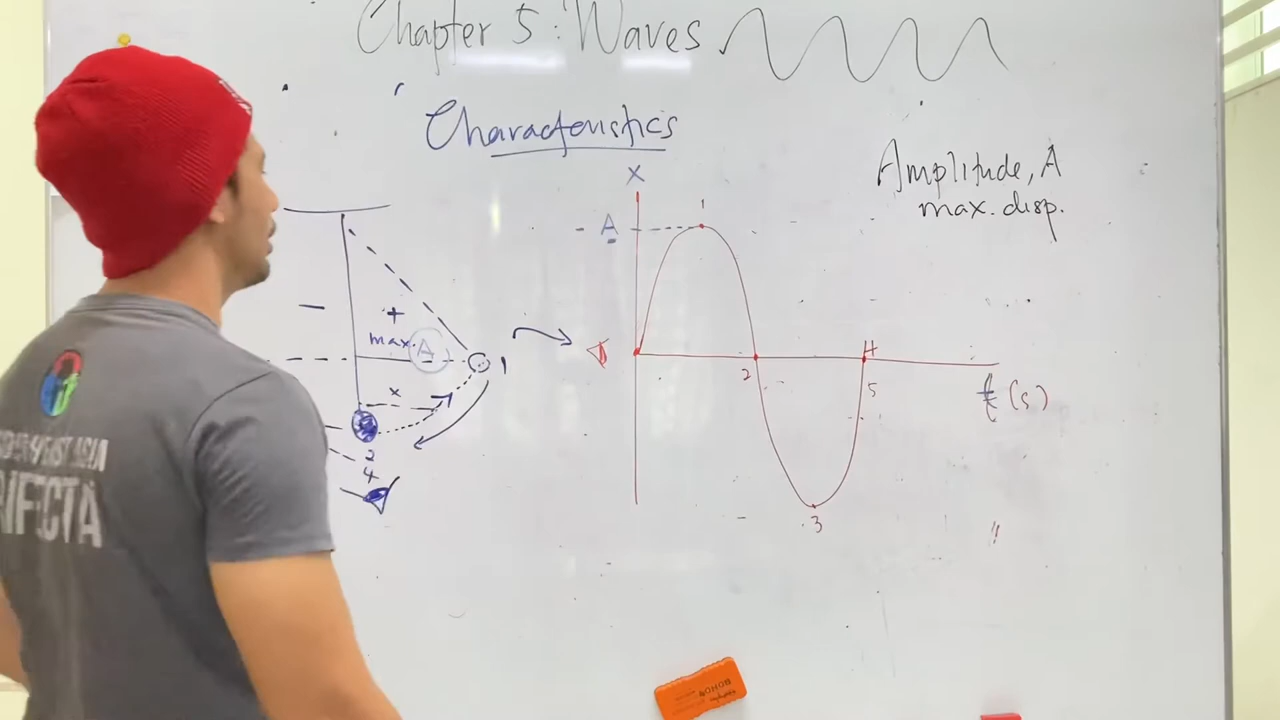 Chapter 5: Waves
Characteristics
Amplitude, A
max. disp.
x
A
1
2
3
4
5
t (s)
-
+
max. A
1
x
2
4